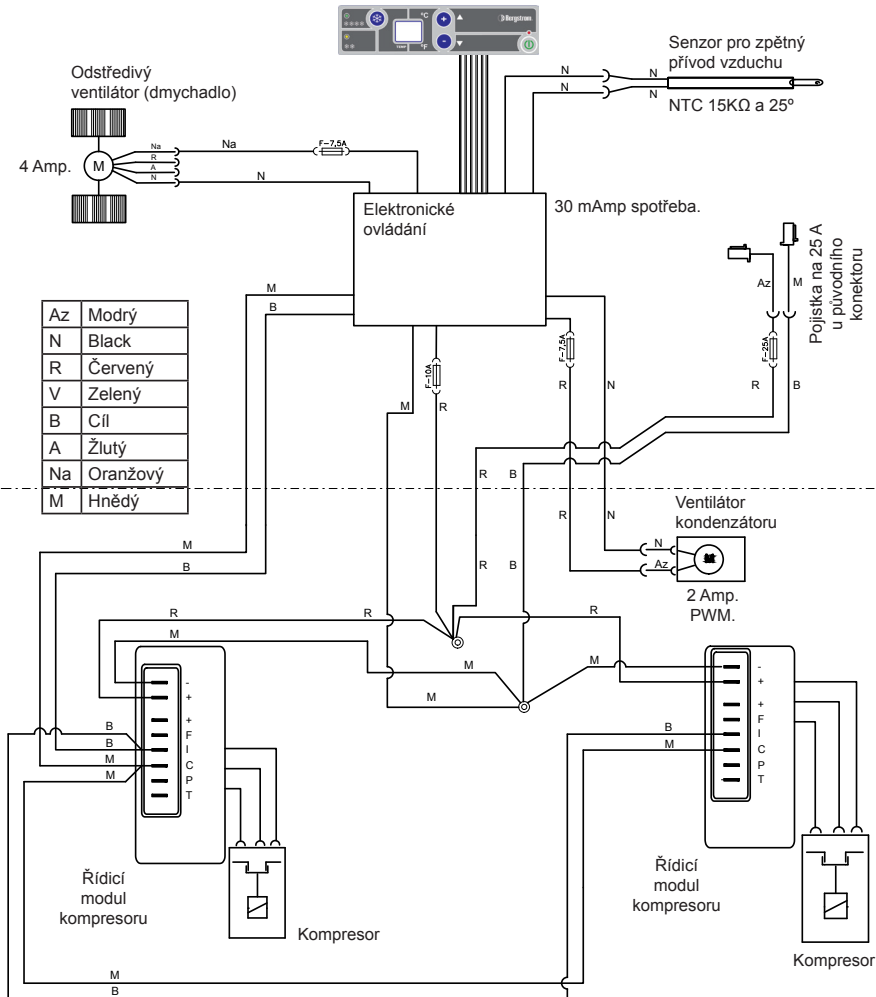 °C
Bergstrom
TEMP
°F
Senzor pro zpětný
přívod vzduchu
NTC 15KΩ a 25º
N
N
N
N
Odstředivý
ventilátor (dmychadlo)
4 Amp.
M
Na
R
A
N
Na
F-7,5A
N
Elektronické
ovládání
30 mAmp spotřeba.
Az
M
Pojistka na 25 A
u původního
konektoru
F-25A
R
B
M
B
F-10A
M
R
F-7,5A
R
N
Az Modrý
N Black
R Červený
V Zelený
B Cíl
A Žlutý
Na Oranžový
M Hnědý
R
B
R
N
Ventilátor
kondenzátoru
N
Az
2 Amp.
PWM.
M
B
R
B
R
R
R
M
M
M
M
-
+
+
F
I
C
P
T
B
B
M
M
-
+
+
F
I
C
P
T
B
M
Řídicí
modul
kompresoru
Kompresor
Řídicí
modul
kompresoru
Kompresor
M
B